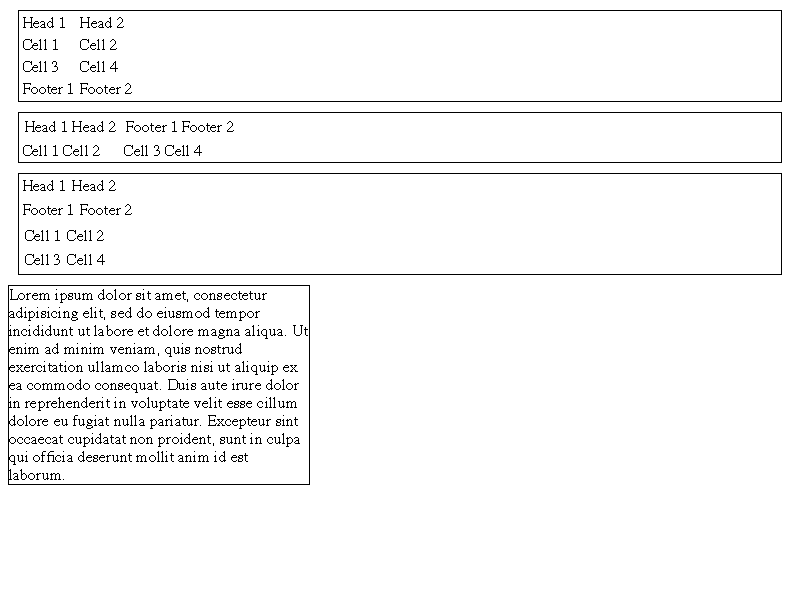 Head 1 Head 2
Cell 1 Cell 2
Cell 3 Cell 4
Footer 1 Footer 2
Head 1 Head 2 Footer 1 Footer 2
Cell 1 Cell 2 Cell 3 Cell 4
Head 1 Head 2
Footer 1 Footer 2
Cell 1 Cell 2
Cell 3 Cell 4
Lorem ipsum dolor sit amet, consectetur
adipisicing elit, sed do eiusmod tempor
incididunt ut labore et dolore magna aliqua. Ut
enim ad minim veniam, quis nostrud
exercitation ullamco laboris nisi ut aliquip ex
ea commodo consequat. Duis aute irure dolor
in reprehenderit in voluptate velit esse cillum
dolore eu fugiat nulla pariatur. Excepteur sint
occaecat cupidatat non proident, sunt in culpa
qui officia deserunt mollit anim id est
laborum.